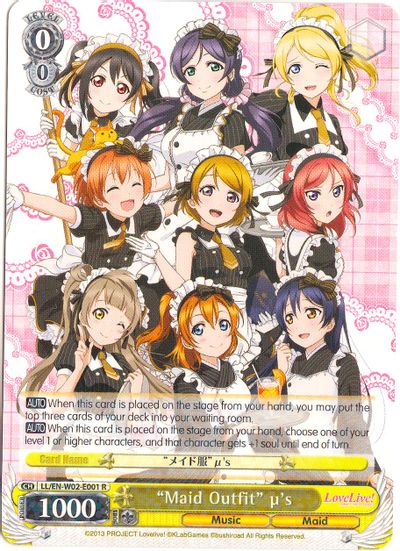 LEVEL
0
0
COST
AUTO When this card is placed on the stage from your hand, you may put the
top three cards of your deck into your waiting room.
AUTO When this card is placed on the stage from your hand, choose one of your
level 1 or higher characters, and that character gets +1 soul until end of turn.
Card Name
"メイド服" μ's
CH LL/EN-W02-E001 R
1000
"Maid Outfit" μ's
LoveLive!
Music
Maid
©2013 PROJECT Lovelive! ©KLabGames ©bushiroad All Rights Reserved.